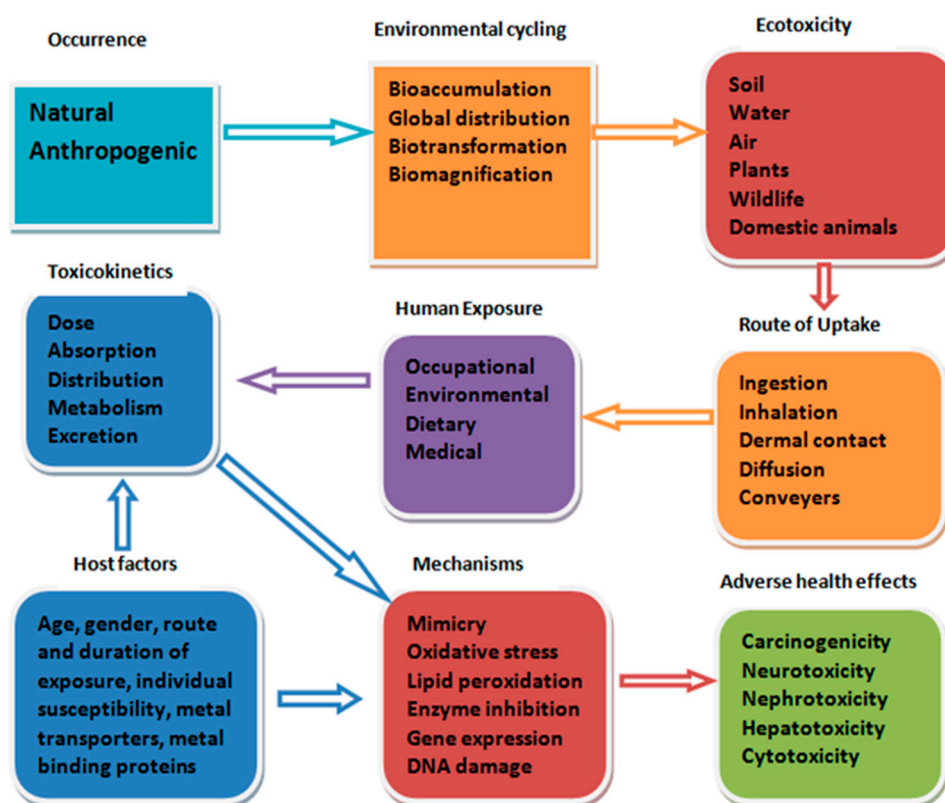 Occurrence
Natural
Anthropogenic
Environmental cycling
Bioaccumulation
Global distribution
Biotransformation
Biomagnification
Ecotoxicity
Soil
Water
Air
Plants
Wildlife
Domestic animals
Route of Uptake
Ingestion
Inhalation
Dermal contact
Diffusion
Conveyers
Human Exposure
Occupational
Environmental
Dietary
Medical
Toxicokinetics
Dose
Absorption
Distribution
Metabolism
Excretion
Host factors
Age, gender, route
and duration of
exposure, individual
susceptibility, metal
transporters, metal
binding proteins
Mechanisms
Mimicry
Oxidative stress
Lipid peroxidation
Enzyme inhibition
Gene expression
DNA damage
Adverse health effects
Carcinogenicity
Neurotoxicity
Nephrotoxicity
Hepatotoxicity
Cytotoxicity